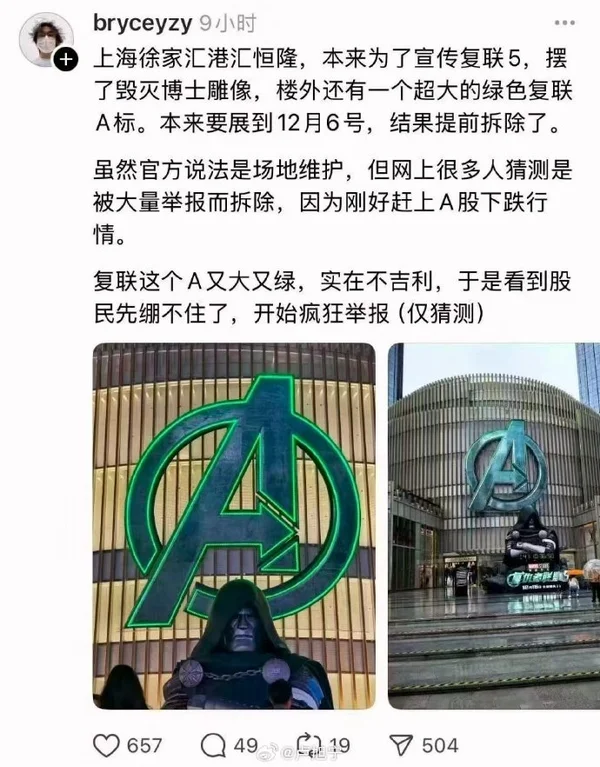 bryceyzy 9小时
上海徐家汇港汇恒隆，本来为了宣传复联5，摆
了毁灭博士雕像，楼外还有一个超大的绿色复联
A标。本来要展到12月6号，结果提前拆除了。
虽然官方说法是场地维护，但网上很多人猜测是
被大量举报而拆除，因为刚好赶上A股下跌行
情。
复联这个A又大又绿，实在不吉利，于是看到股
民先绷不住了，开始疯狂举报（仅猜测）
A
A
复仇者联盟5
657 49 19 504